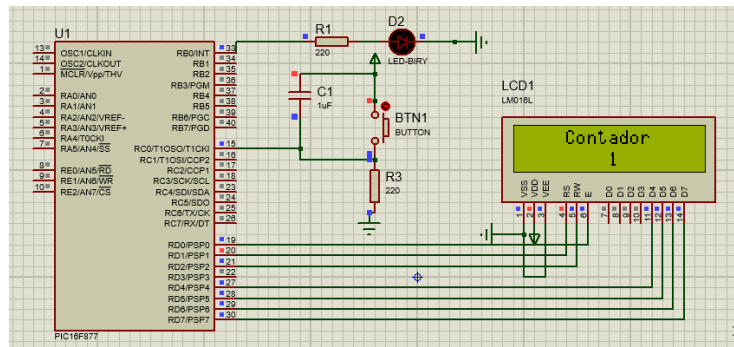 U1
13 OSC1/CLKIN
14 OSC2/CLKOUT
1 MCLR/Vpp/THV
2 RA0/AN0
3 RA1/AN1
4 RA2/AN2/VREF-
5 RA3/AN3/VREF+
6 RA4/T0CKI
7 RA5/AN4/SS
8 RE0/AN5/RD
9 RE1/AN6/WR
10 RE2/AN7/CS
RB0/INT 33
RB1 34
RB2 35
RB3/PGM 36
RB4 37
RB5 38
RB6/PGC 39
RB7/PGD 40
RC0/T1OSO/T1CKI 15
RC1/T1OSI/CCP2 16
RC2/CCP1 17
RC3/SCK/SCL 18
RC4/SDI/SDA 23
RC5/SDO 24
RC6/TX/CK 25
RC7/RX/DT 26
RD0/PSP0 19
RD1/PSP1 20
RD2/PSP2 21
RD3/PSP3 22
RD4/PSP4 27
RD5/PSP5 28
RD6/PSP6 29
RD7/PSP7 30
PIC16F877
R1
220
D2
LED-BIRY
C1
1uF
BTN1
BUTTON
R3
220
LCD1
LM016L
Contador
1
VSS VDD VEE RS RW E D0 D1 D2 D3 D4 D5 D6 D7
1 2 3 4 5 6 7 8 9 10 11 12 13 14